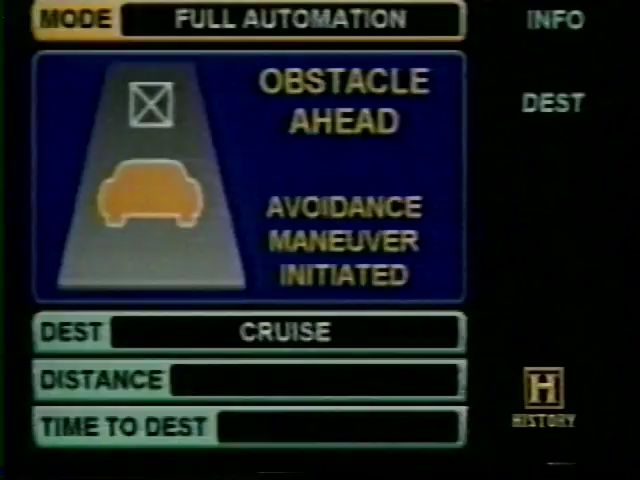 MODE FULL AUTOMATION
INFO
OBSTACLE
AHEAD
DEST
AVOIDANCE
MANEUVER
INITIATED
DEST CRUISE
DISTANCE
TIME TO DEST
H
HISTORY